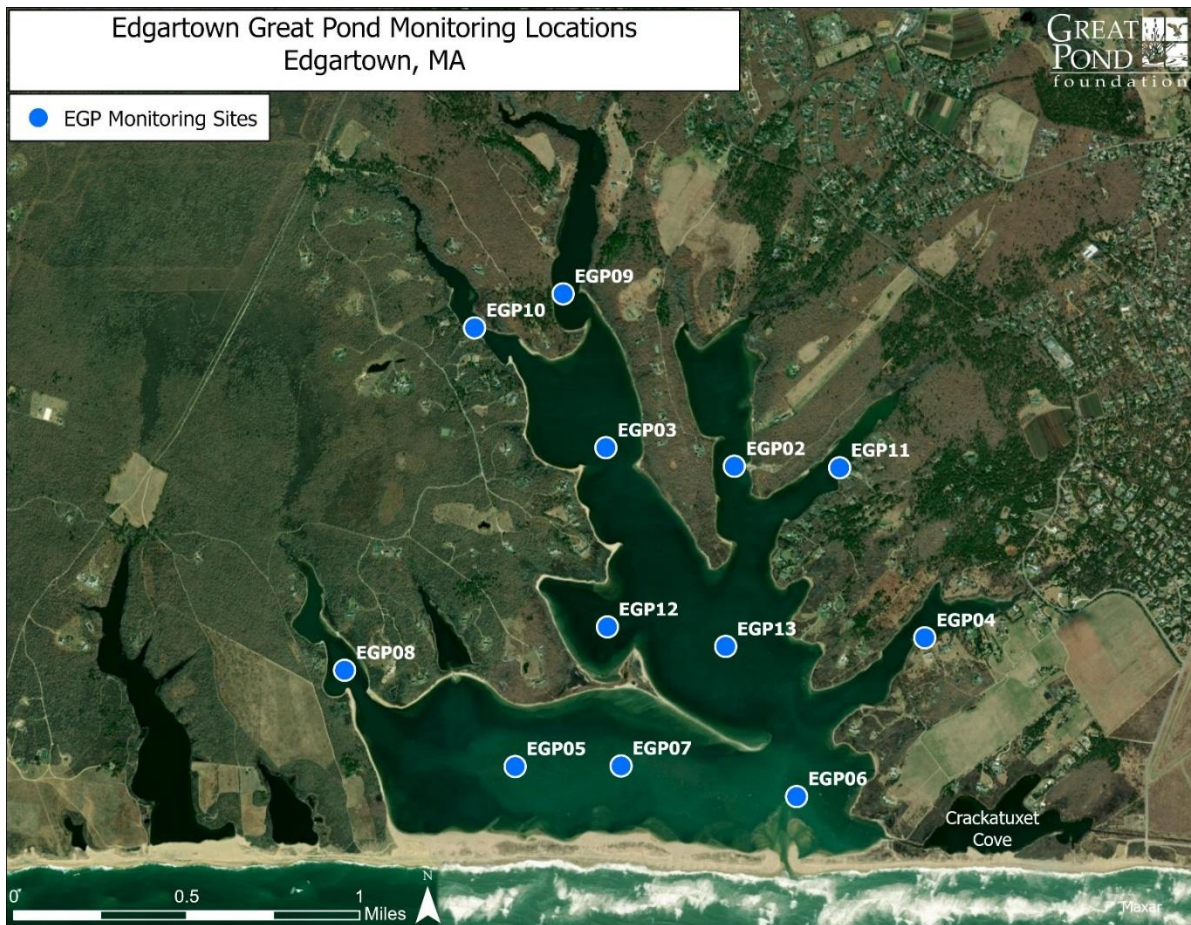 Edgartown Great Pond Monitoring Locations
Edgartown, MA
GREAT
POND
foundation
EGP Monitoring Sites
EGP09
EGP10
EGP03
EGP02
EGP11
EGP12
EGP13
EGP04
EGP08
EGP05
EGP07
EGP06
Crackatuxet
Cove
N
0 0.5 1
Miles
Maxar